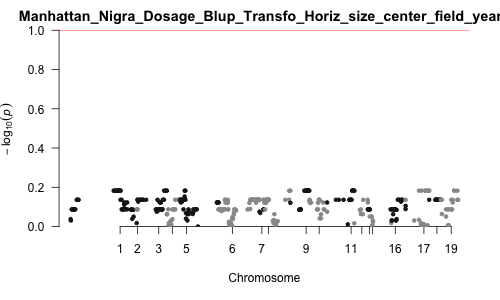 Manhattan_Nigra_Dosage_Blup_Transfo_Horiz_size_center_field_year
1.0
0.8
0.6
0.4
0.2
0.0
− log10(p)
1 2 3 5 6 7 9 11 16 17 19
Chromosome